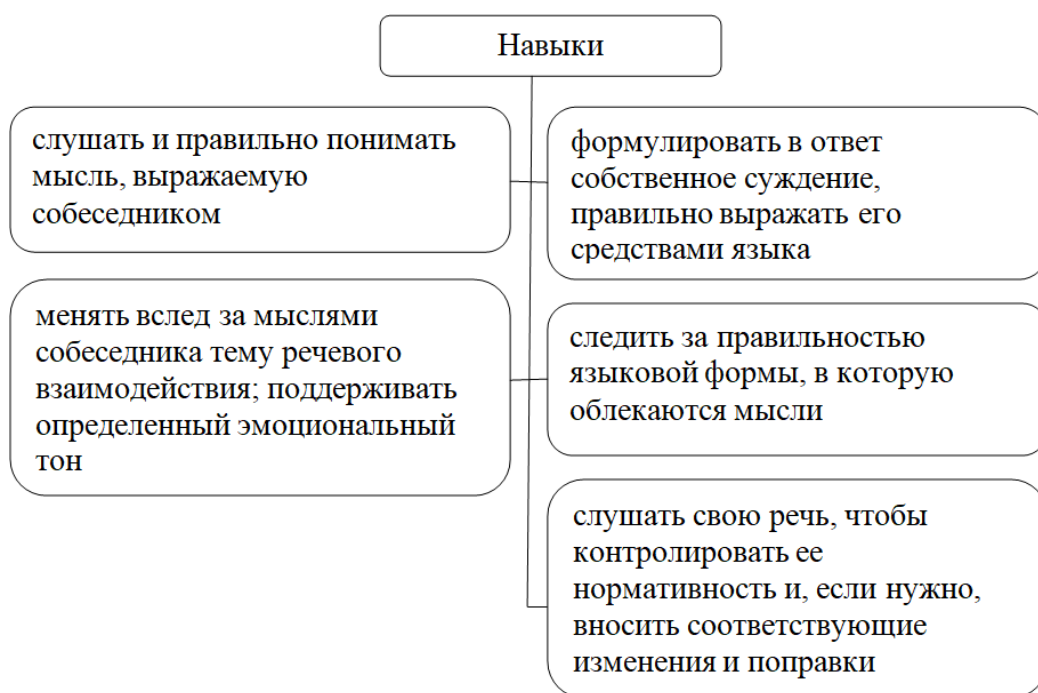 Навыки
слушать и правильно понимать
мысль, выражаемую
собеседником
формулировать в ответ
собственное суждение,
правильно выражать его
средствами языка
менять вслед за мыслями
собеседника тему речевого
взаимодействия; поддерживать
определенный эмоциональный
тон
следить за правильностью
языковой формы, в которую
облекаются мысли
слушать свою речь, чтобы
контролировать ее
нормативность и, если нужно,
вносить соответствующие
изменения и поправки